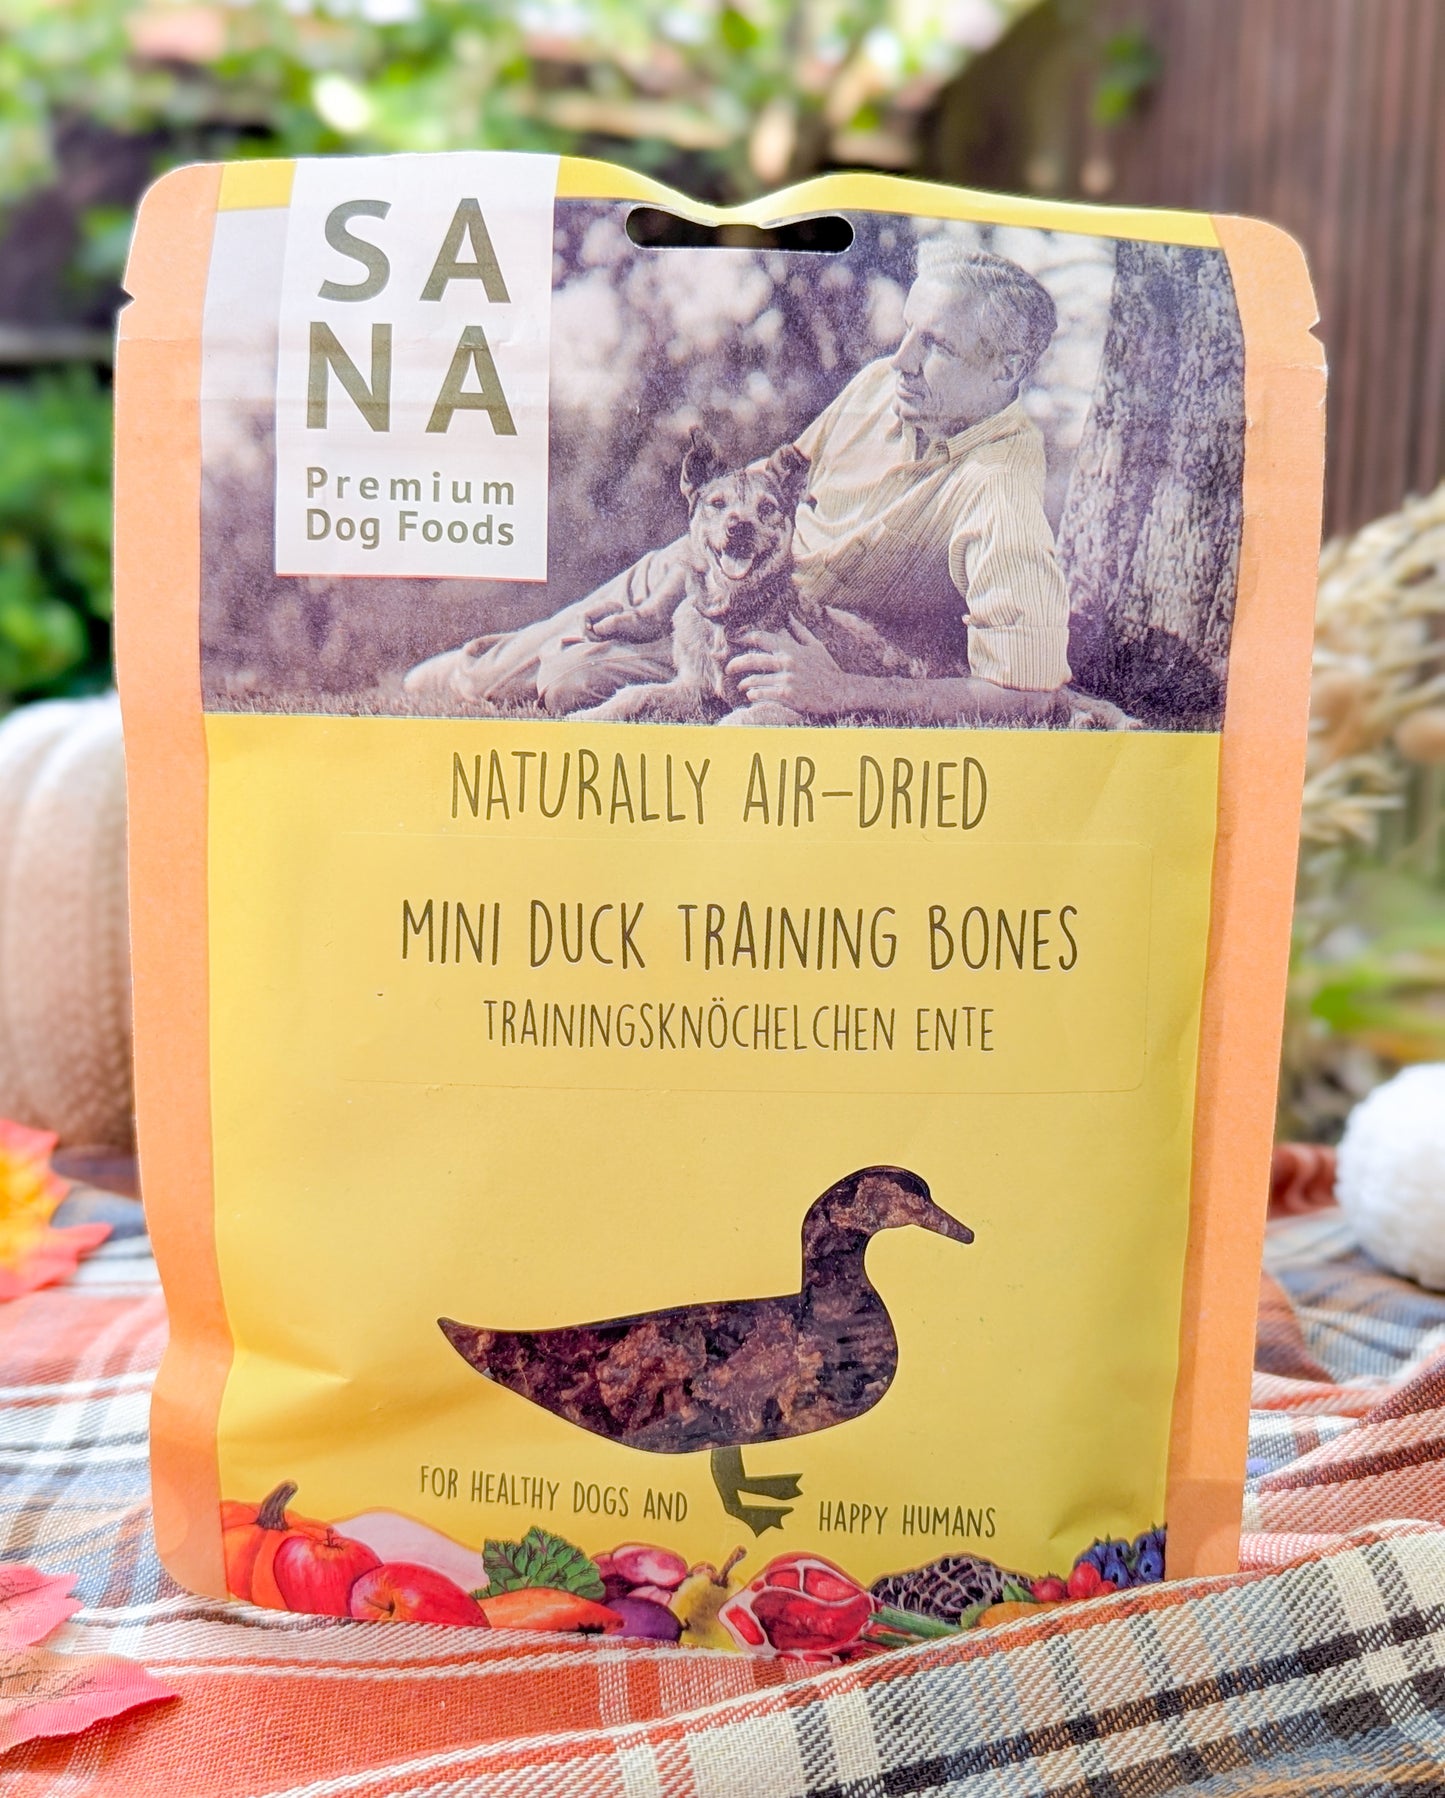 SA
NA
Premium
Dog Foods
NATURALLY AIR-DRIED
MINI DUCK TRAINING BONES
TRAININGSKNÖCHELCHEN ENTE
FOR HEALTHY DOGS AND HAPPY HUMANS